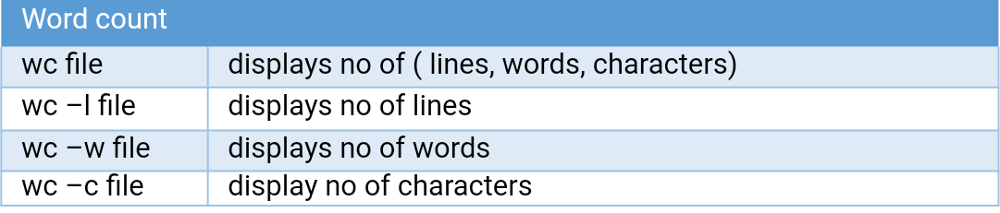 Word count
wc file displays no of ( lines, words, characters)
wc –l file displays no of lines
wc –w file displays no of words
wc –c file display no of characters